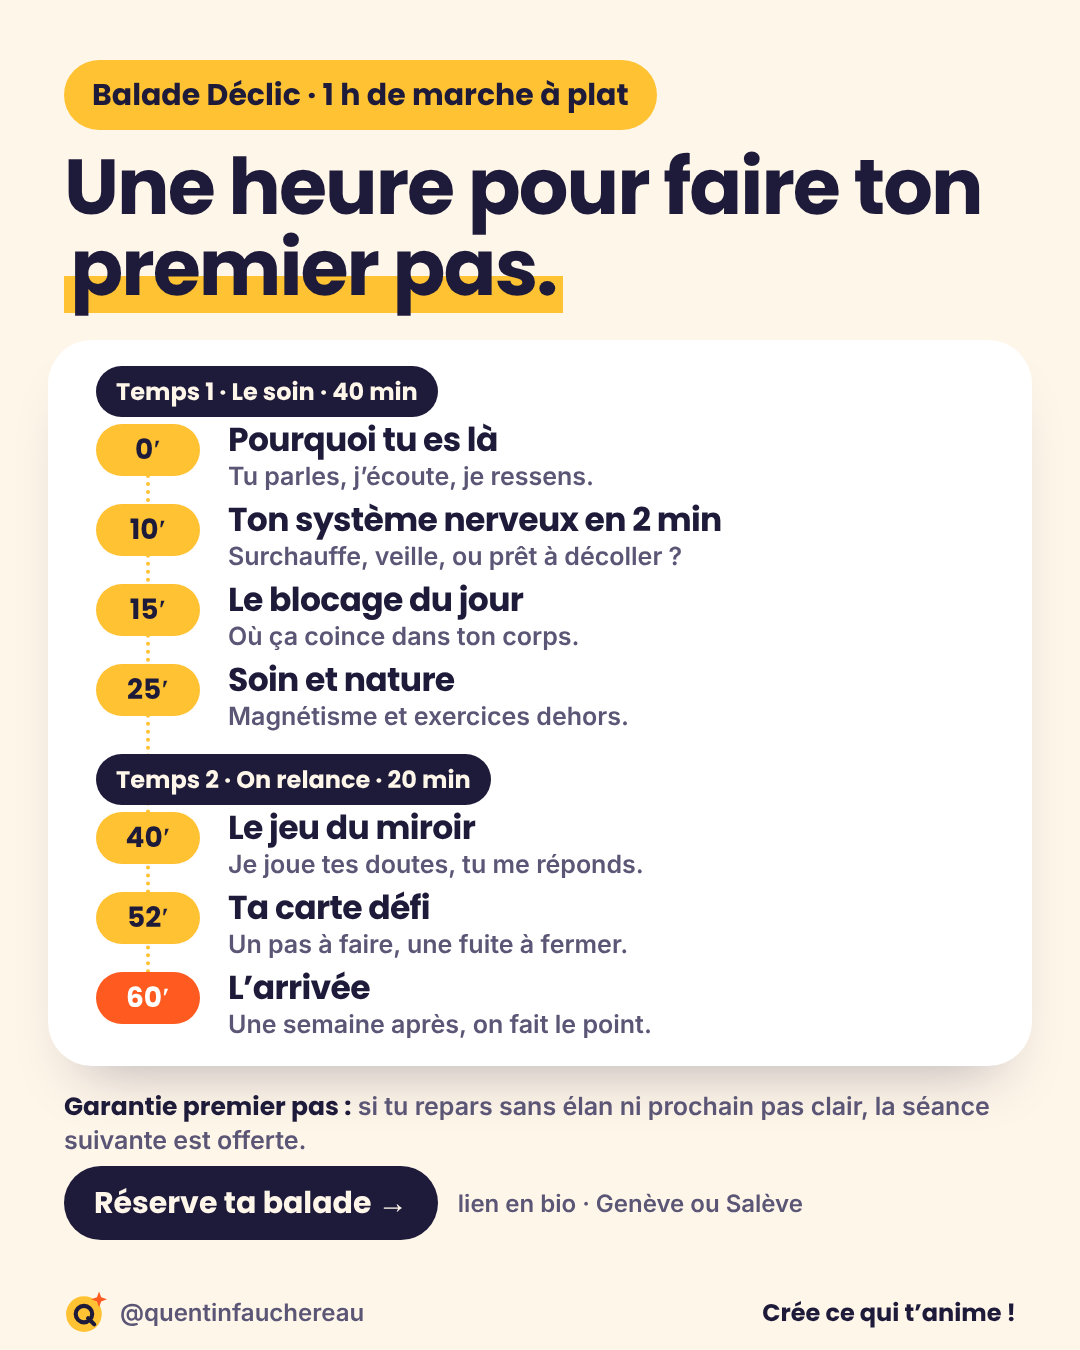 Balade Déclic · 1 h de marche à plat
Une heure pour faire ton
premier pas.
Temps 1 · Le soin · 40 min
0′
Pourquoi tu es là
Tu parles, j’écoute, je ressens.
10′
Ton système nerveux en 2 min
Surchauffe, veille, ou prêt à décoller ?
15′
Le blocage du jour
Où ça coince dans ton corps.
25′
Soin et nature
Magnétisme et exercices dehors.
Temps 2 · On relance · 20 min
40′
Le jeu du miroir
Je joue tes doutes, tu me réponds.
52′
Ta carte défi
Un pas à faire, une fuite à fermer.
60′
L’arrivée
Une semaine après, on fait le point.
Garantie premier pas : si tu repars sans élan ni prochain pas clair, la séance
suivante est offerte.
Réserve ta balade →
lien en bio · Genève ou Salève
Q
@quentinfauchereau
Crée ce qui t’anime !